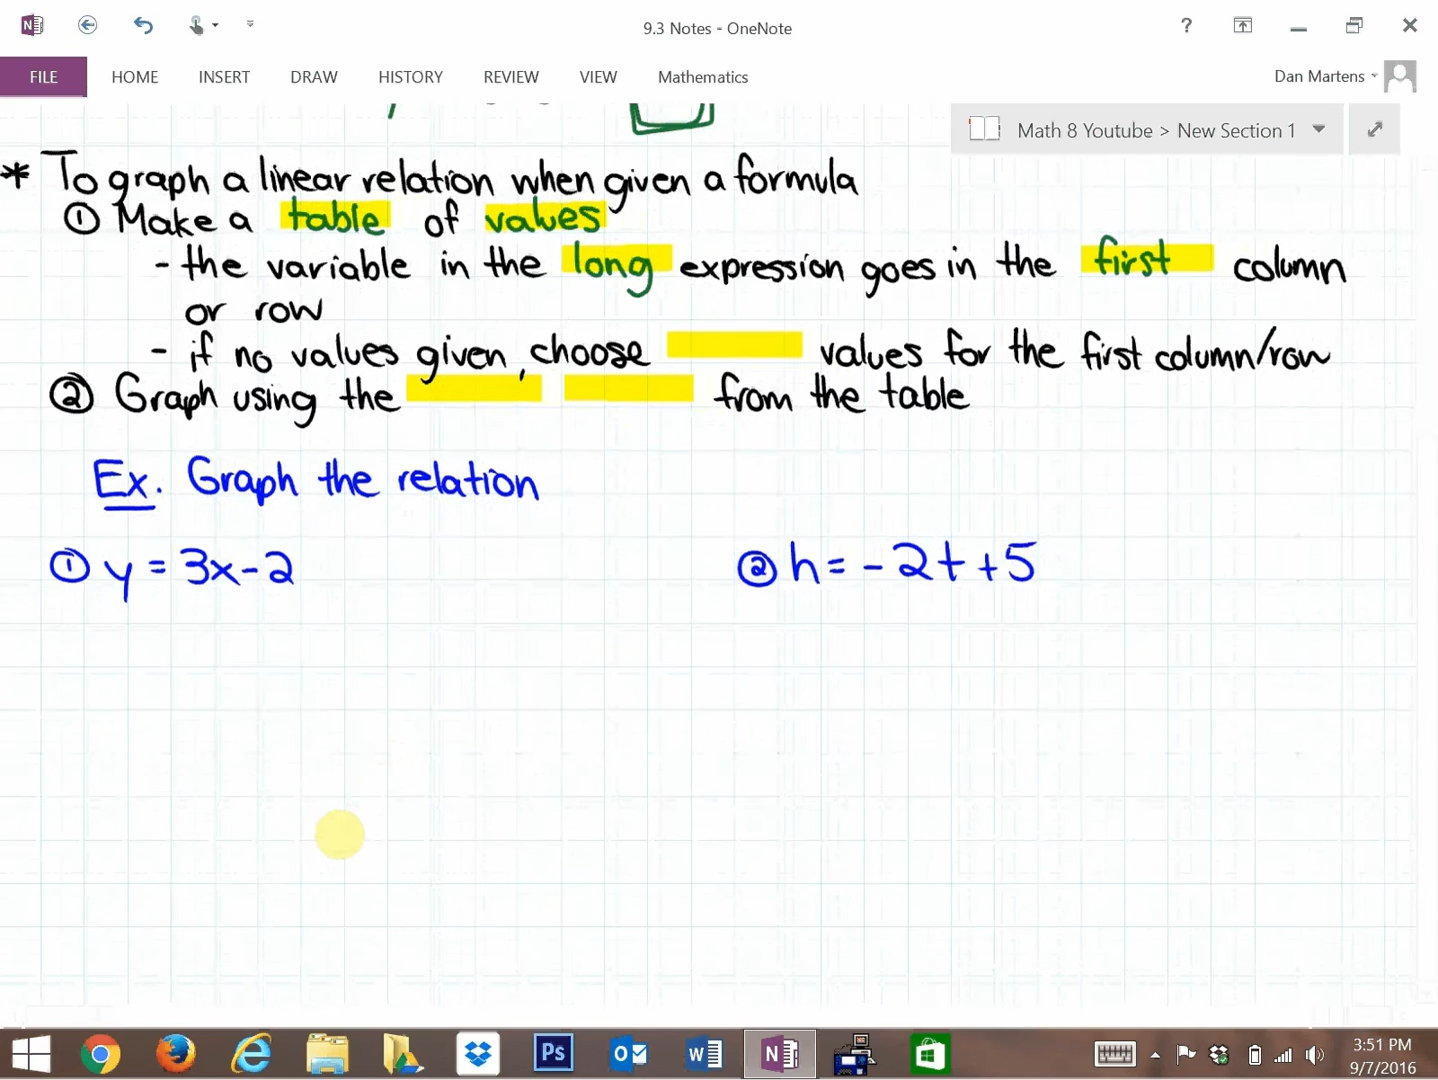 9.3 Notes - OneNote
?
FILE HOME INSERT DRAW HISTORY REVIEW VIEW Mathematics
Dan Martens
Math 8 Youtube > New Section 1
* To graph a linear relation when given a formula
① Make a table of values
- the variable in the long expression goes in the first column
or row
- if no values given, choose values for the first column/row
② Graph using the from the table
Ex. Graph the relation
① y = 3x - 2
② h = -2t + 5
3:51 PM
9/7/2016